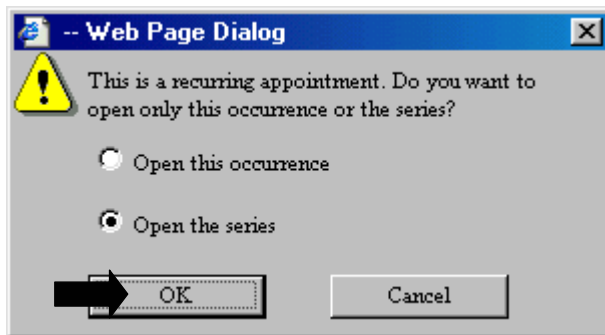 -- Web Page Dialog
This is a recurring appointment. Do you want to
open only this occurrence or the series?
Open this occurrence
Open the series
OK Cancel